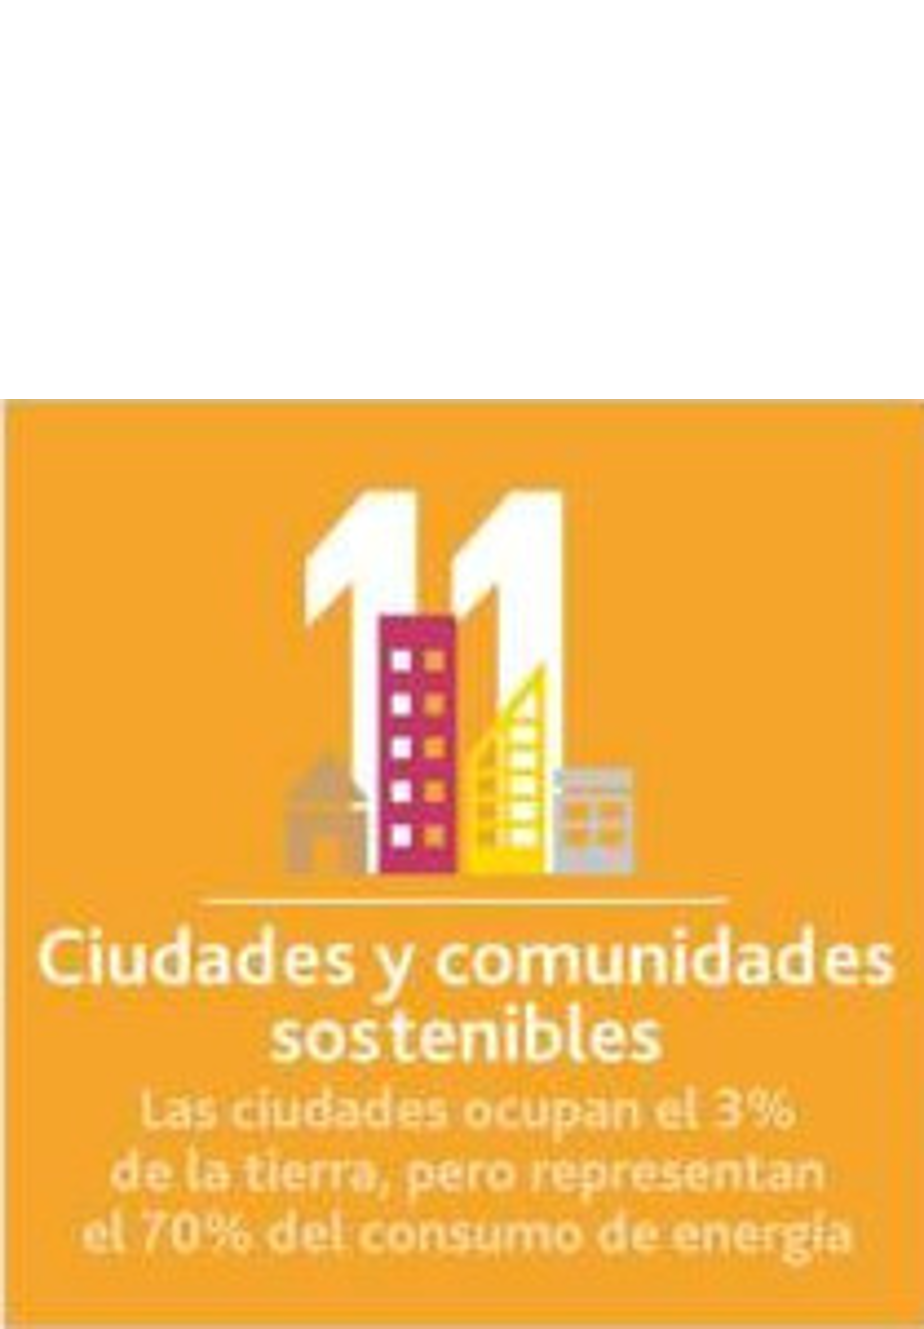 11
Ciudades y comunidades
sostenibles
Las ciudades ocupan el 3%
de la tierra, pero representan
el 70% del consumo de energía